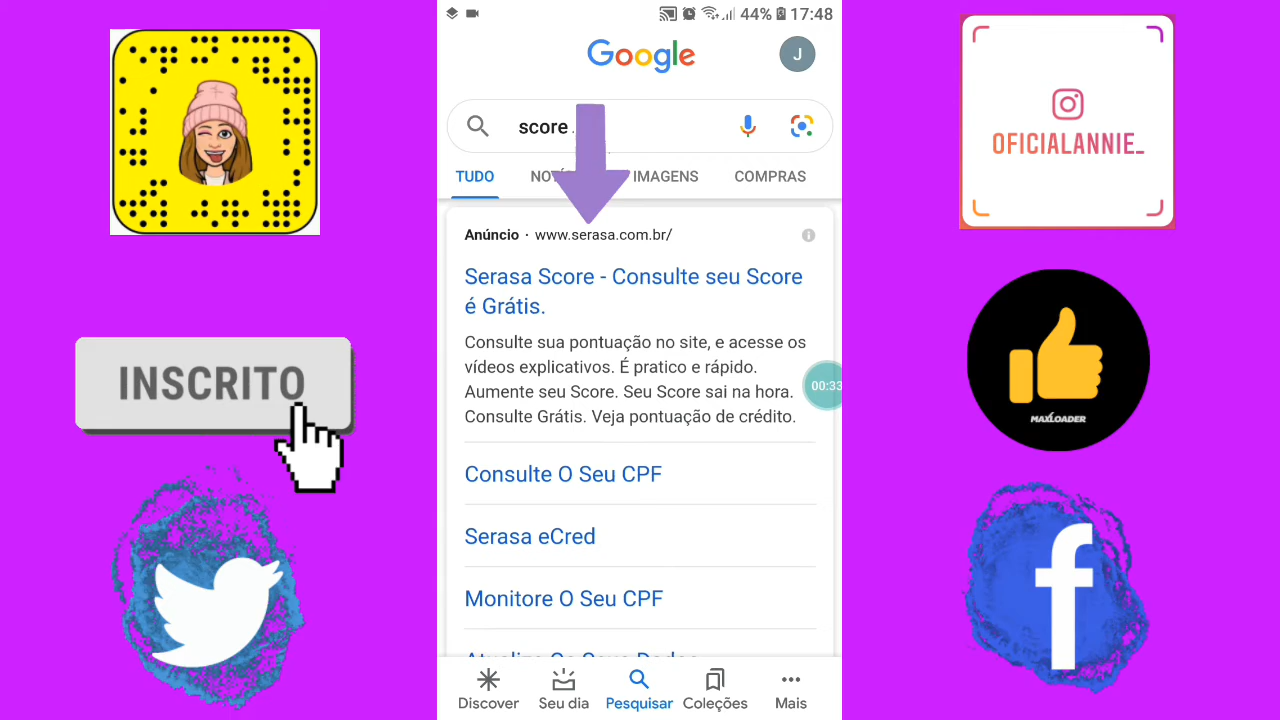 44% 17:48
Google
J
score
TUDO IMAGENS COMPRAS
Anúncio · www.serasa.com.br/
Serasa Score - Consulte seu Score
é Grátis.
Consulte sua pontuação no site, e acesse os
vídeos explicativos. É pratico e rápido.
Aumente seu Score. Seu Score sai na hora.
Consulte Grátis. Veja pontuação de crédito.
00:33
Consulte O Seu CPF
Serasa eCred
Monitore O Seu CPF
Discover Seu dia Pesquisar Coleções Mais
INSCRITO
OFICIALANNIE_
MAXLOADER